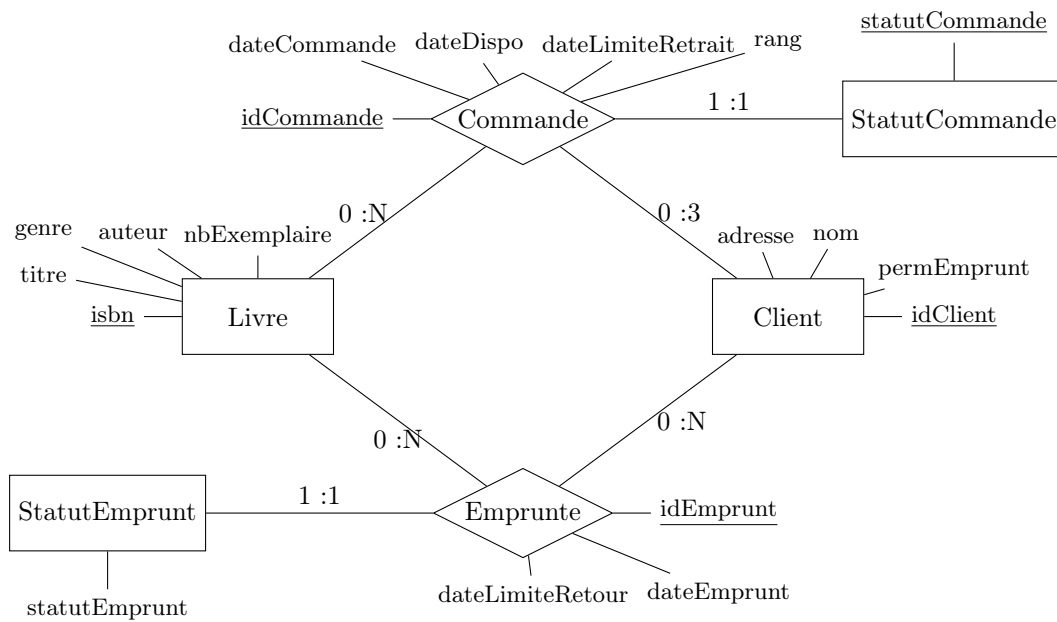 statutCommande
dateCommande
dateDispo
dateLimiteRetrait
rang
idCommande
Commande
1 :1
StatutCommande
0 :N
0 :3
genre
auteur
nbExemplaire
adresse
nom
titre
permEmprunt
isbn
Livre
Client
idClient
0 :N
0 :N
StatutEmprunt
1 :1
Emprunte
idEmprunt
dateLimiteRetour
dateEmprunt
statutEmprunt